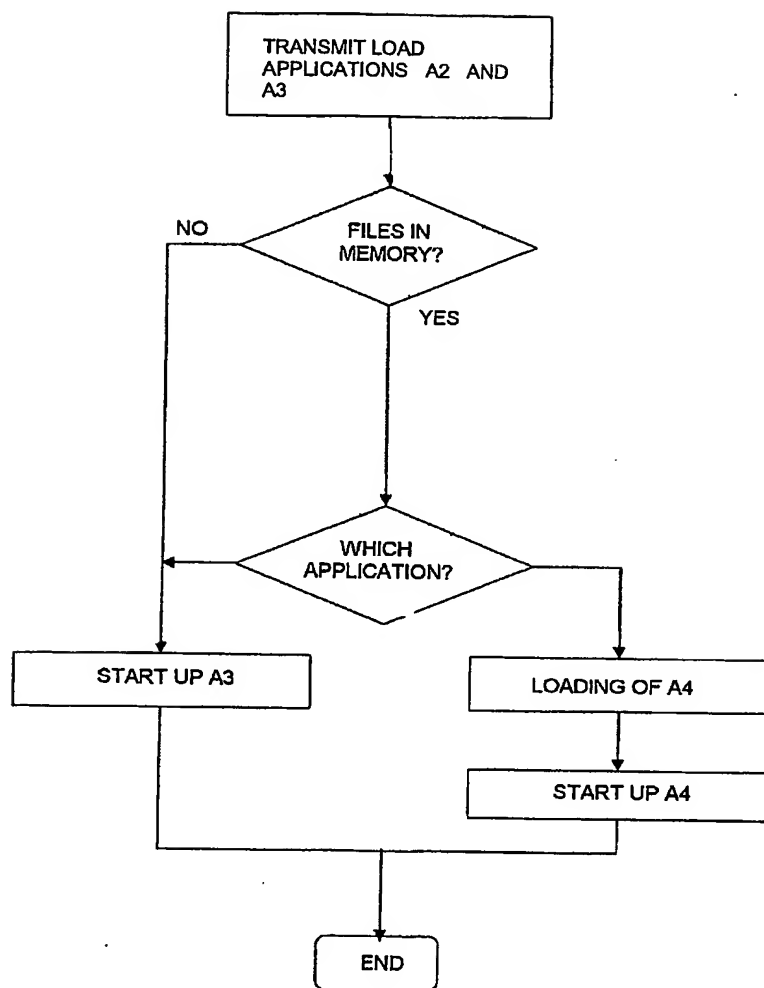 TRANSMIT LOAD
APPLICATIONS A2 AND
A3
NO
FILES IN
MEMORY?
YES
WHICH
APPLICATION?
START UP A3
LOADING OF A4
START UP A4
END